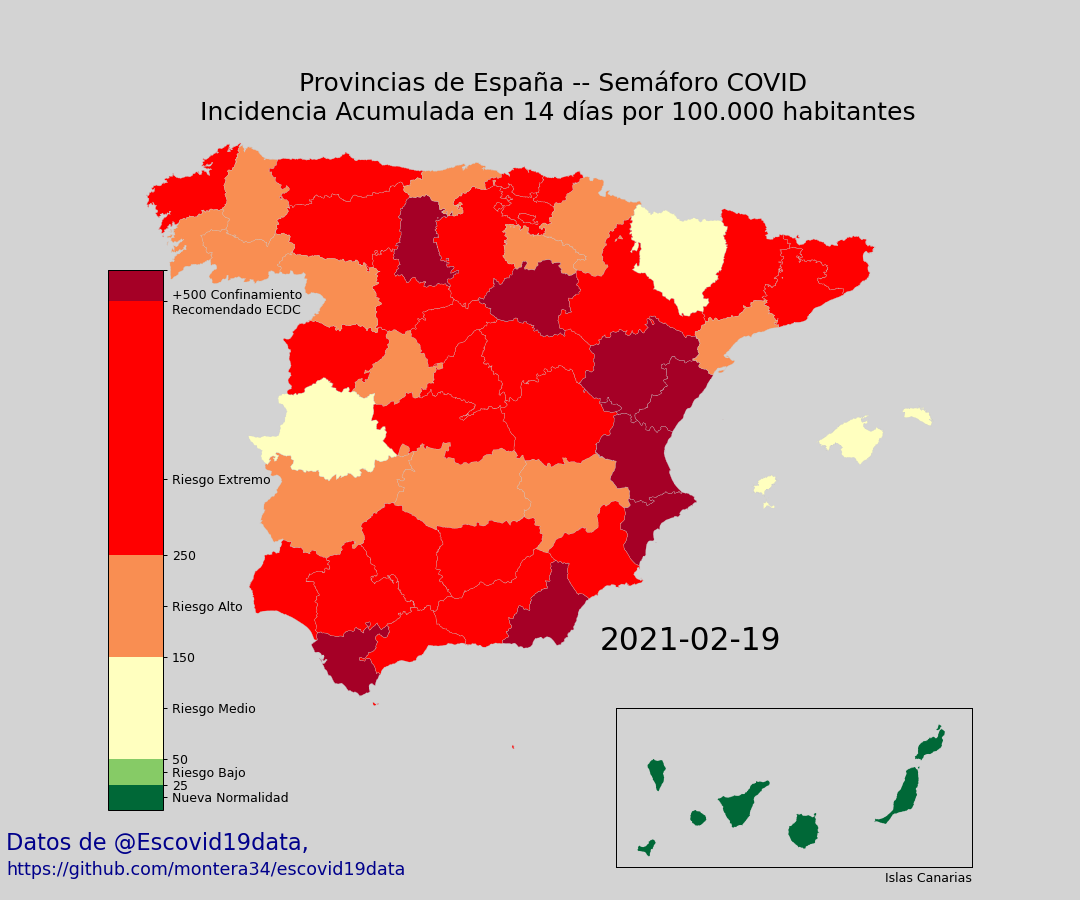 Provincias de España -- Semáforo COVID
Incidencia Acumulada en 14 días por 100.000 habitantes
+500 Confinamiento
Recomendado ECDC
Riesgo Extremo
250
Riesgo Alto
150
Riesgo Medio
50
Riesgo Bajo
25
Nueva Normalidad
2021-02-19
Islas Canarias
Datos de @Escovid19data,
https://github.com/montera34/escovid19data